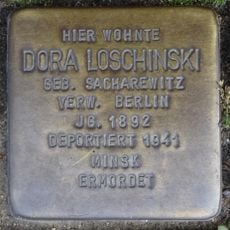 HIER WOHNTE
DORA LOSCHINSKI
GEB. SACHAREWITZ
VERW. BERLIN
JG. 1892
DEPORTIERT 1941
MINSK
ERMORDET